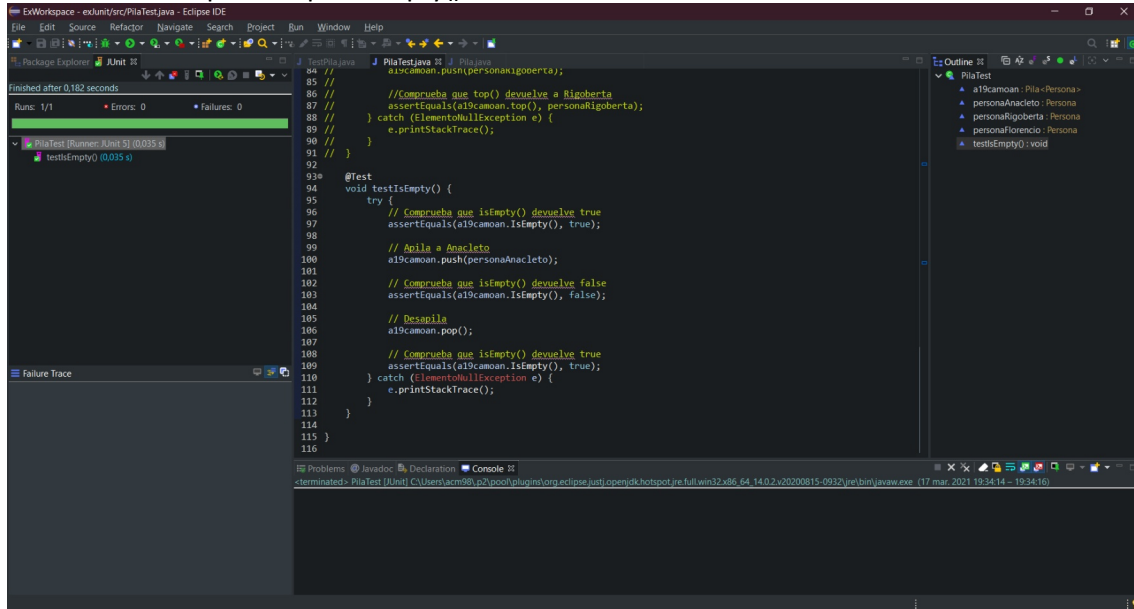 ExWorkspace - exJunit/src/PilaTest.java - Eclipse IDE
File Edit Source Refactor Navigate Search Project Run Window Help
Package Explorer JUnit
Finished after 0,182 seconds
Runs: 1/1 Errors: 0 Failures: 0
PilaTest [Runner: JUnit 5] (0,035 s)
testIsEmpty() (0,035 s)
Failure Trace
TestPila.java PilaTest.java Pila.java
84 // a19camoan.push(personaRigoberta);
85 //
86 // //Comprueba que top() devuelve a Rigoberta
87 // assertEquals(a19camoan.top(), personaRigoberta);
88 // } catch (ElementoNullException e) {
89 // e.printStackTrace();
90 // }
91 // }
92
93 @Test
94 void testIsEmpty() {
95 try {
96 // Comprueba que isEmpty() devuelve true
97 assertEquals(a19camoan.IsEmpty(), true);
98
99 // Apila a Anacleto
100 a19camoan.push(personaAnacleto);
101
102 // Comprueba que isEmpty() devuelve false
103 assertEquals(a19camoan.IsEmpty(), false);
104
105 // Desapila
106 a19camoan.pop();
107
108 // Comprueba que isEmpty() devuelve true
109 assertEquals(a19camoan.IsEmpty(), true);
110 } catch (ElementoNullException e) {
111 e.printStackTrace();
112 }
113 }
114
115 }
116
Outline
PilaTest
a19camoan : Pila<Persona>
personaAnacleto : Persona
personaRigoberta : Persona
personaFlorencio : Persona
testIsEmpty() : void
Problems Javadoc Declaration Console
<terminated> PilaTest [JUnit] C:\Users\acm98\.p2\pool\plugins\org.eclipse.justj.openjdk.hotspot.jre.full.win32.x86_64_14.0.2.v20200815-0932\jre\bin\javaw.exe (17 mar. 2021 19:34:14 – 19:34:16)